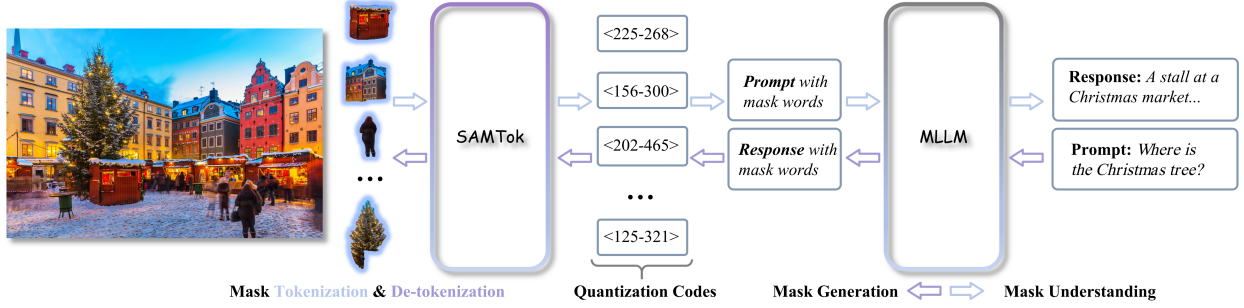 SAMTok
<225-268>
<156-300>
<202-465>
...
<125-321>
Prompt with
mask words
Response with
mask words
MLLM
Response: A stall at a
Christmas market...
Prompt: Where is
the Christmas tree?
Mask Tokenization & De-tokenization
Quantization Codes
Mask Generation
Mask Understanding